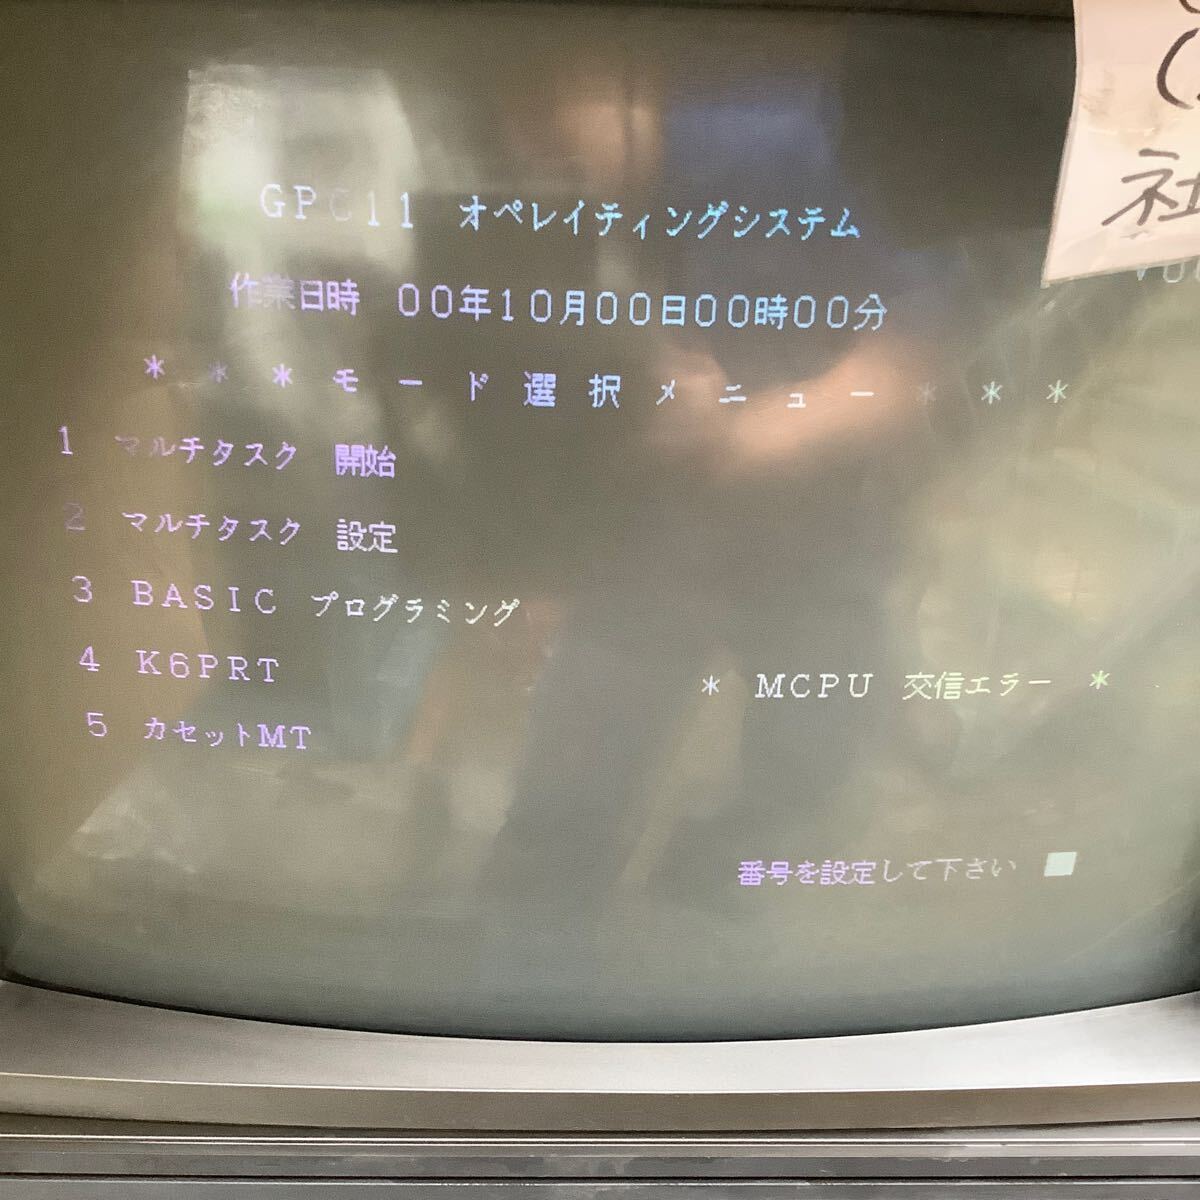 GPC11 オペレイティングシステム
作業日時 00年10月00日00時00分
＊＊＊モード選択メニュー＊＊＊
1 マルチタスク 開始
2 マルチタスク 設定
3 BASIC プログラミング
4 K6PRT
5 カセットMT
＊ MCPU 交信エラー ＊
番号を設定して下さい
社